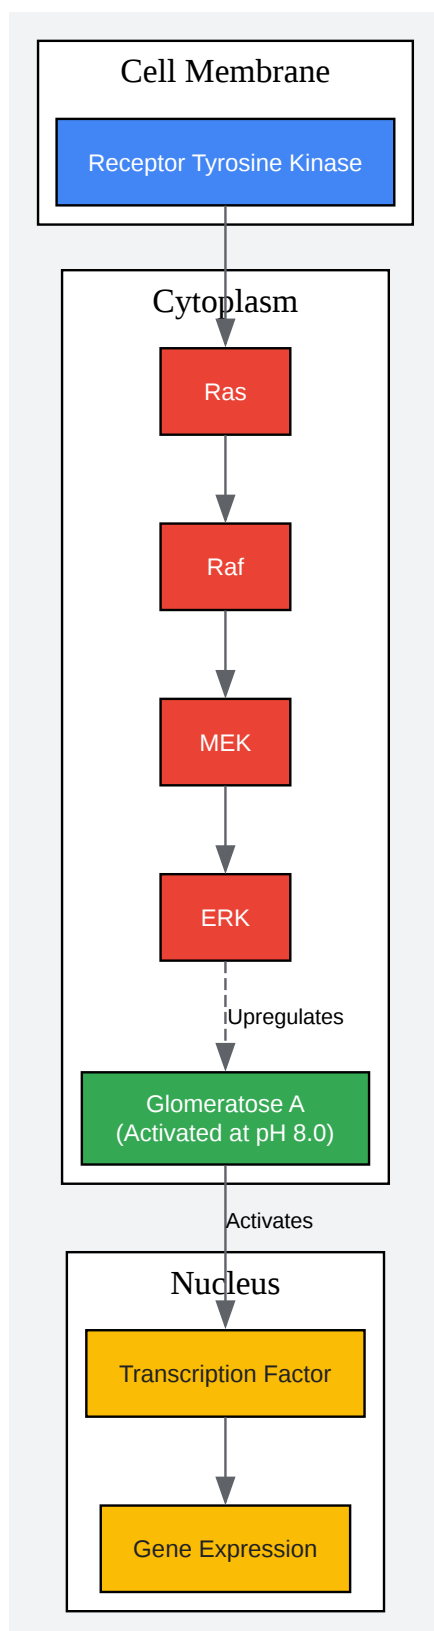 Cell Membrane
Receptor Tyrosine Kinase
Cytoplasm
Ras
Raf
MEK
ERK
Upregulates
Glomeratose A
(Activated at pH 8.0)
Activates
Nucleus
Transcription Factor
Gene Expression